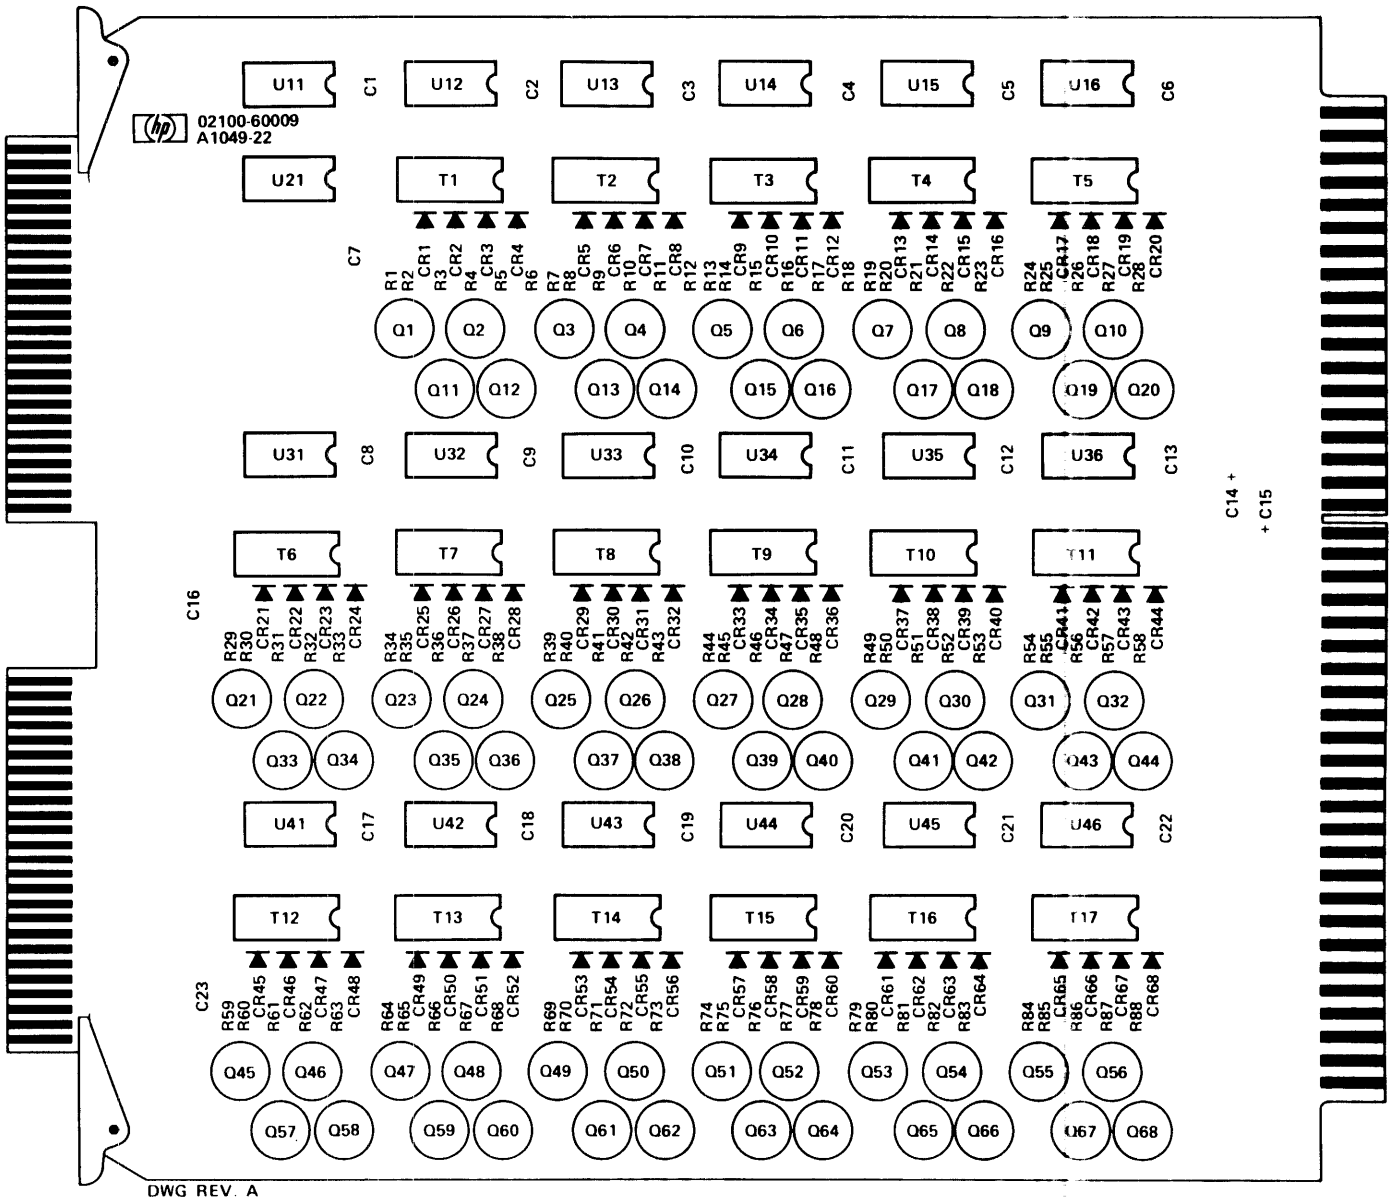 U11 C1 U12 C2 U13 C3 U14 C4 U15 C5 U16 C6
hp 02100-60009
A1049-22
U21 T1 T2 T3 T4 T5
C7 R1 R2 CR1 R3 CR2 R4 CR3 R5 CR4 R6 R7 R8 CR5 R9 CR6 R10 CR7 R11 CR8 R12 R13 R14 CR9 R15 CR10 R16 CR11 R17 CR12 R18 R19 R20 CR13 R21 CR14 R22 CR15 R23 CR16 R24 R25 CR17 R26 CR18 R27 CR19 R28 CR20
Q1 Q2 Q3 Q4 Q5 Q6 Q7 Q8 Q9 Q10
Q11 Q12 Q13 Q14 Q15 Q16 Q17 Q18 Q19 Q20
U31 C8 U32 C9 U33 C10 U34 C11 U35 C12 U36 C13
C14 +
+ C15
T6 T7 T8 T9 T10 T11
C16 R29 R30 CR21 R31 CR22 R32 CR23 R33 CR24 R34 R35 CR25 R36 CR26 R37 CR27 R38 CR28 R39 R40 CR29 R41 CR30 R42 CR31 R43 CR32 R44 R45 CR33 R46 CR34 R47 CR35 R48 CR36 R49 R50 CR37 R51 CR38 R52 CR39 R53 CR40 R54 R55 CR41 R56 CR42 R57 CR43 R58 CR44
Q21 Q22 Q23 Q24 Q25 Q26 Q27 Q28 Q29 Q30 Q31 Q32
Q33 Q34 Q35 Q36 Q37 Q38 Q39 Q40 Q41 Q42 Q43 Q44
U41 C17 U42 C18 U43 C19 U44 C20 U45 C21 U46 C22
T12 T13 T14 T15 T16 T17
C23 R59 R60 CR45 R61 CR46 R62 CR47 R63 CR48 R64 R65 CR49 R66 CR50 R67 CR51 R68 CR52 R69 R70 CR53 R71 CR54 R72 CR55 R73 CR56 R74 R75 CR57 R76 CR58 R77 CR59 R78 CR60 R79 R80 CR61 R81 CR62 R82 CR63 R83 CR64 R84 R85 CR65 R86 CR66 R87 CR67 R88 CR68
Q45 Q46 Q47 Q48 Q49 Q50 Q51 Q52 Q53 Q54 Q55 Q56
Q57 Q58 Q59 Q60 Q61 Q62 Q63 Q64 Q65 Q66 Q67 Q68
DWG REV. A